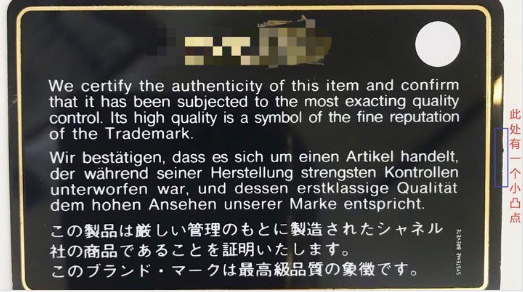 We certify the authenticity of this item and confirm
that it has been subjected to the most exacting quality
control. Its high quality is a symbol of the fine reputation
of the Trademark.
Wir bestätigen, dass es sich um einen Artikel handelt,
der während seiner Herstellung strengsten Kontrollen
unterworfen war, und dessen erstklassige Qualität
dem hohen Ansehen unserer Marke entspricht.
この製品は厳しい管理のもとに製造されたシャネル
社の商品であることを証明いたします。
このブランド・マークは最高級品質の象徴です。
SYSTEME BREVETE
此处有一个小凸点